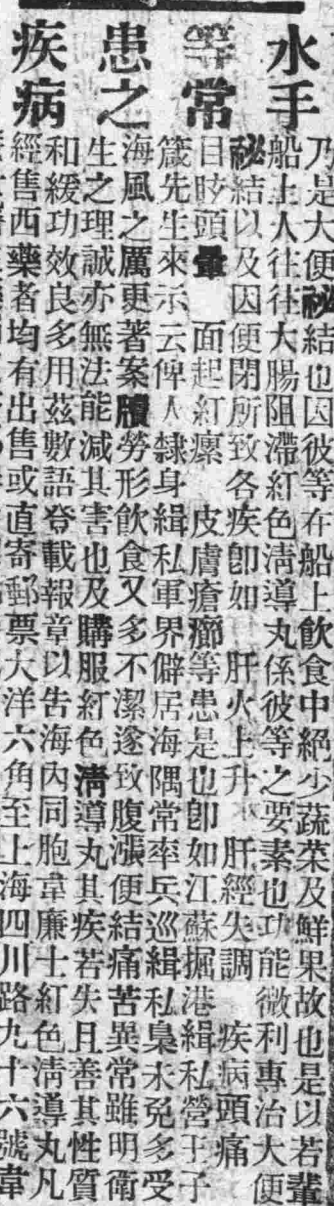 水手
等常
患之
疾病
乃是大便祕結也因彼等在船上飲食中絕少蔬菜及鮮果故也是以若輩
船上人往往大腸阻滯紅色淸導丸係彼等之要素也功能微利專治大便
祕結以及因便閉所致各疾卽如 肝火上升 肝經失調 疾病頭痛
目眩頭暈 面起紅瘰 皮膚瘡癤等患是也卽如江蘇掘港緝私營王子
箴先生來示云俾人隸身緝私軍界僻居海隅常率兵巡緝私梟未免多受
海風之厲更著案牘勞形飮食又多不潔遂致腹漲便結痛苦異常雖明衛
生之理誠亦無法能減其害也及購服紅色淸導丸其疾若失且善其性質
和緩功效良多用茲數語登載報章以吿海內同胞韋廉士紅色淸導丸凡
經售西藥者均有出售或直寄郵票大洋六角至上海四川路九十六號韋